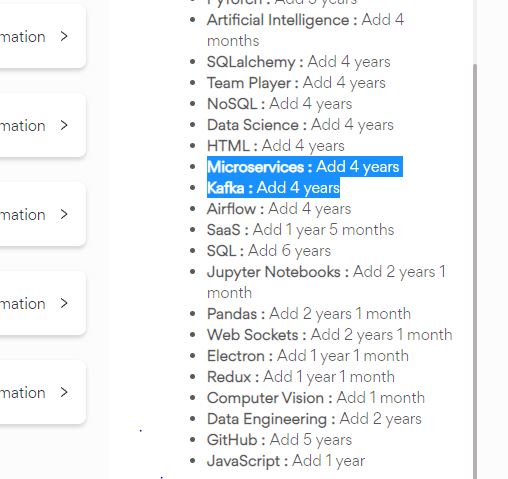 PyTorch : Add 3 years
mation >
Artificial Intelligence : Add 4
months
SQLalchemy : Add 4 years
Team Player : Add 4 years
NoSQL : Add 4 years
Data Science : Add 4 years
mation >
HTML : Add 4 years
Microservices : Add 4 years
Kafka : Add 4 years
Airflow : Add 4 years
mation >
SaaS : Add 1 year 5 months
SQL : Add 6 years
Jupyter Notebooks : Add 2 years 1
month
mation >
Pandas : Add 2 years 1 month
Web Sockets : Add 2 years 1 month
Electron : Add 1 year 1 month
Redux : Add 1 year 1 month
mation >
Computer Vision : Add 1 month
Data Engineering : Add 2 years
GitHub : Add 5 years
JavaScript : Add 1 year